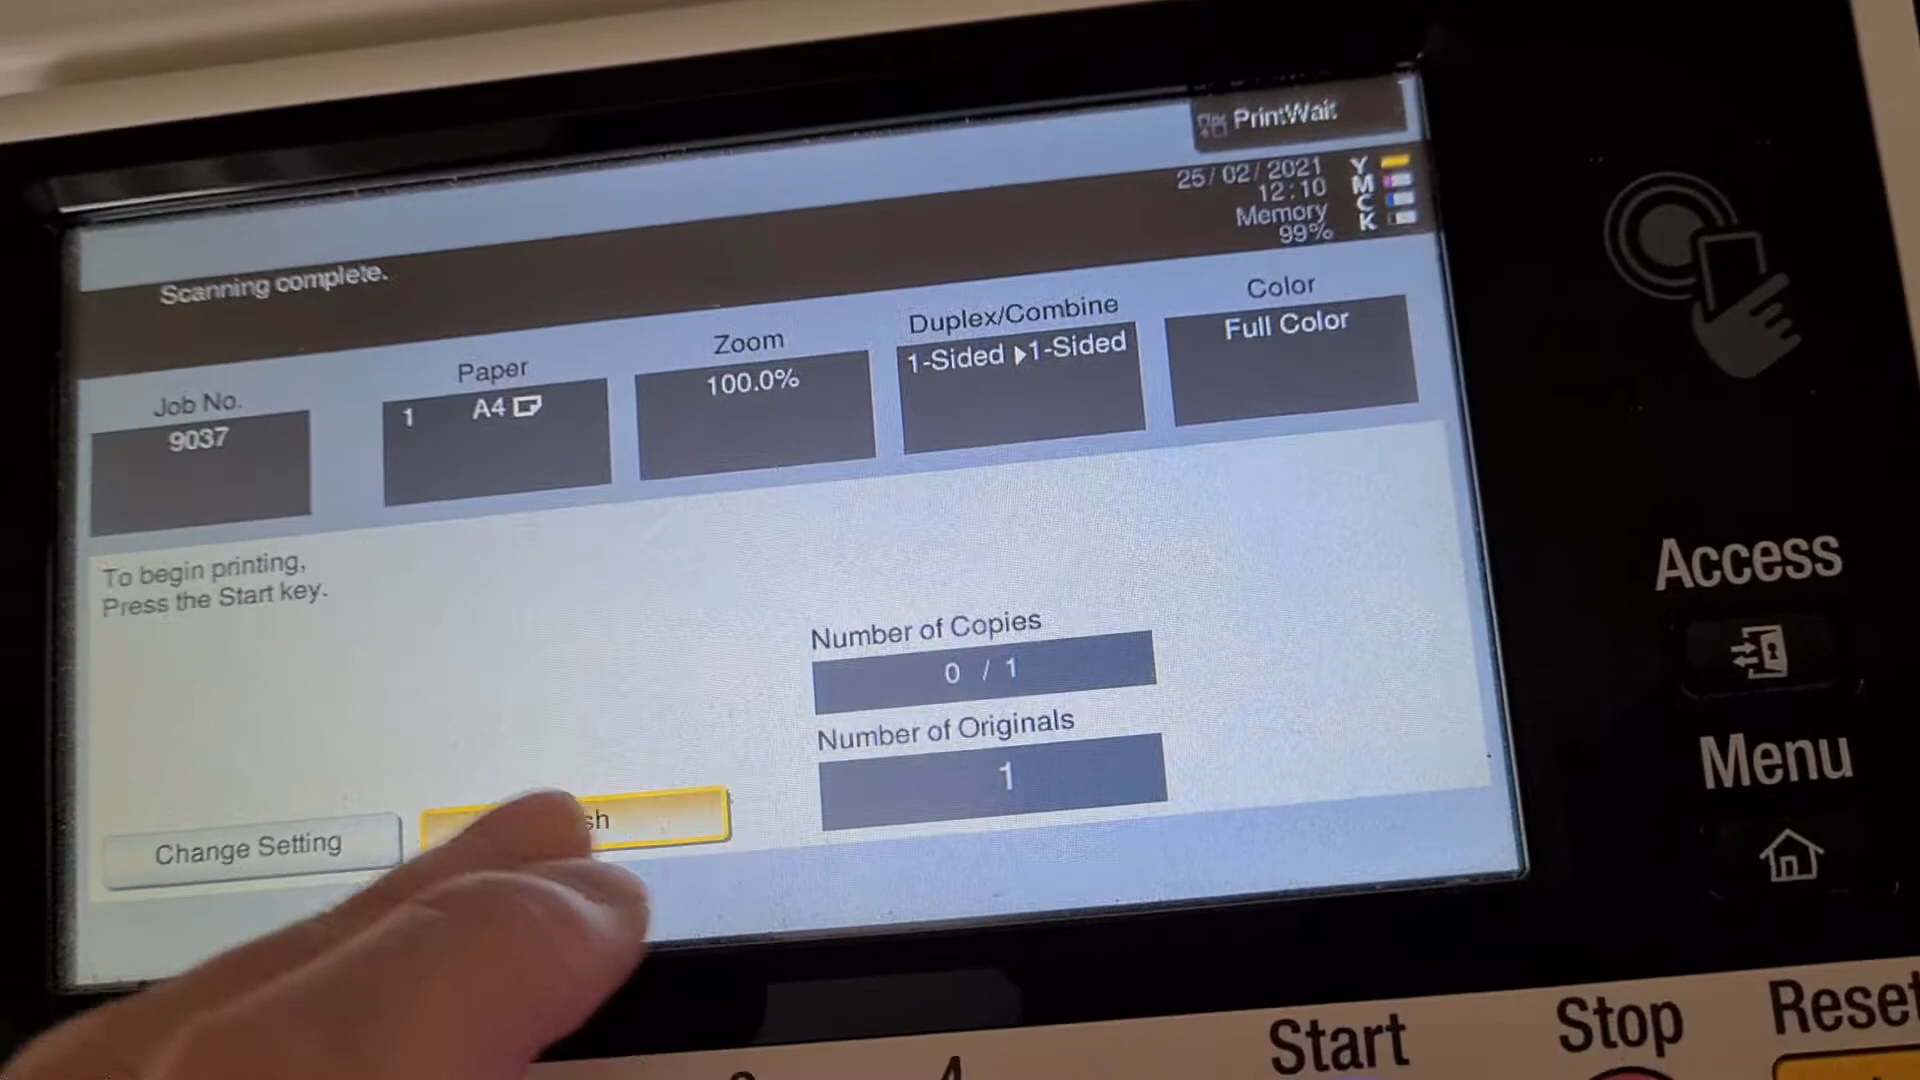 PrintWait
25/02/2021
12:10
Memory
99%
Y
M
C
K
Scanning complete.
Job No.
9037
Paper
1 A4
Zoom
100.0%
Duplex/Combine
1-Sided ▶1-Sided
Color
Full Color
To begin printing,
Press the Start key.
Number of Copies
0 / 1
Number of Originals
1
Change Setting
sh
Access
Menu
Start
Stop
Reset